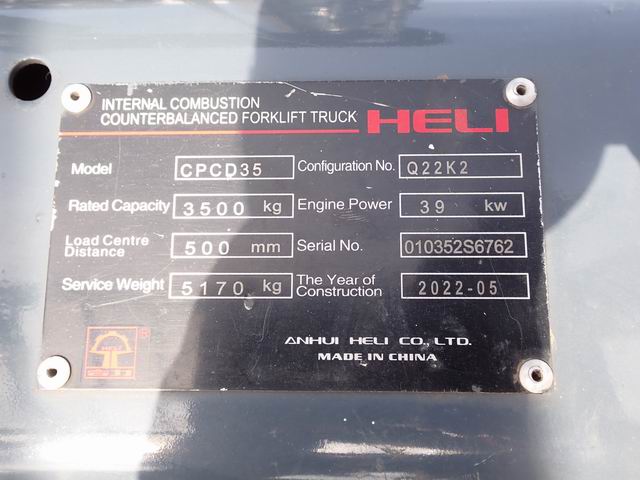 INTERNAL COMBUSTION
COUNTERBALANCED FORKLIFT TRUCK HELI
Model CPCD35 Configuration No. Q22K2
Rated Capacity 3500 kg Engine Power 39 kw
Load Centre
Distance 500 mm Serial No. 010352S6762
Service Weight 5170 kg The Year of
Construction 2022-05
HELI ®
ANHUI HELI CO., LTD.
MADE IN CHINA